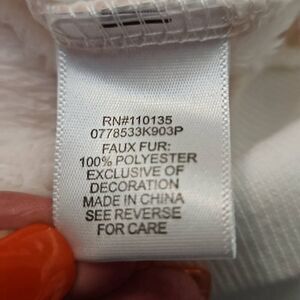 RN#110135
0778533K903P
FAUX FUR:
100% POLYESTER
EXCLUSIVE OF
DECORATION
MADE IN CHINA
SEE REVERSE
FOR CARE